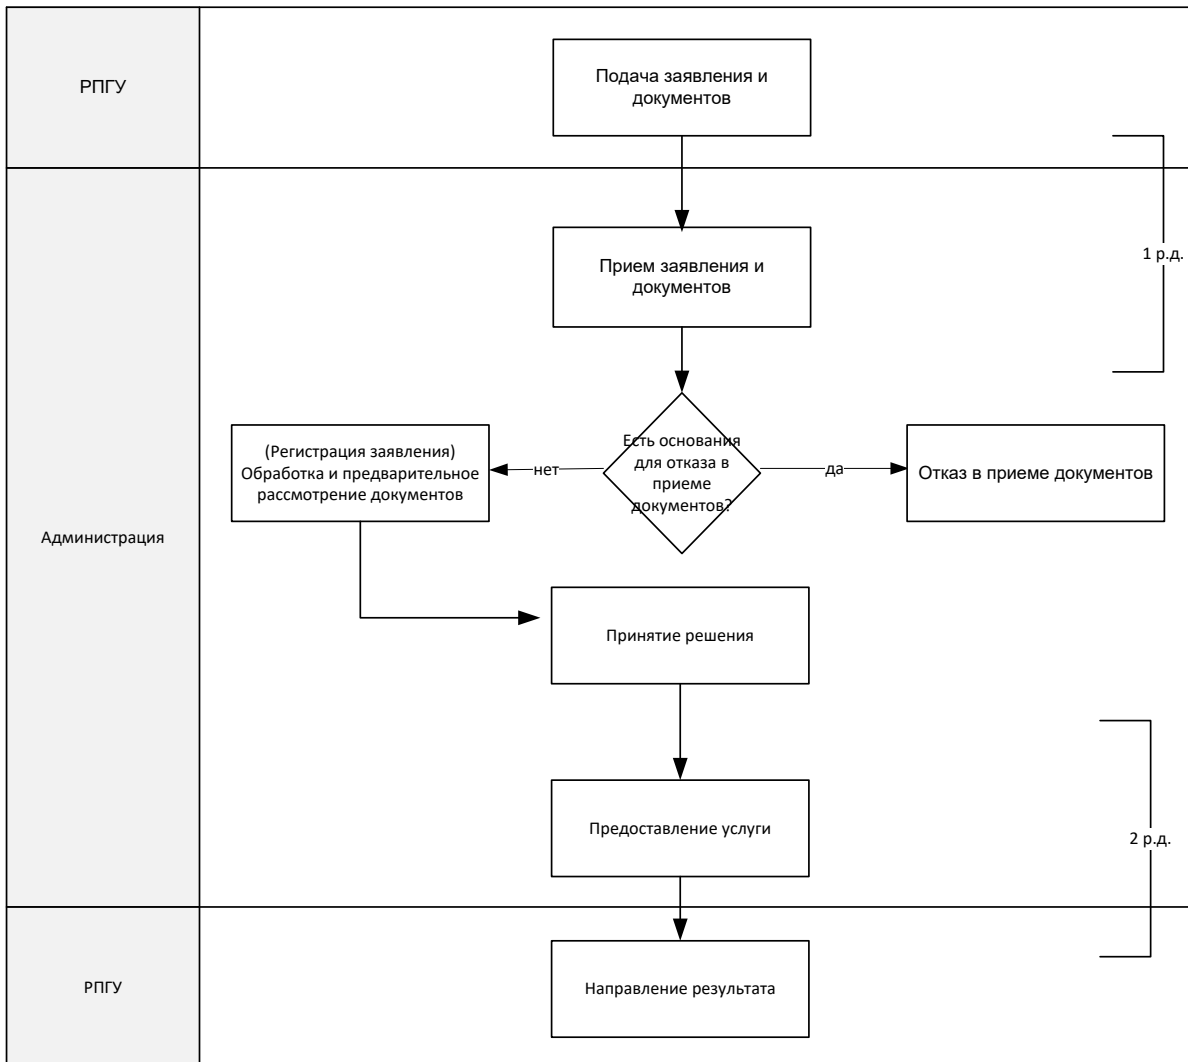 РПГУ
Подача заявления и
документов
Прием заявления и
документов
1 р.д.
Есть основания
для отказа в
приеме
документов?
нет
да
(Регистрация заявления)
Обработка и предварительное
рассмотрение документов
Отказ в приеме документов
Администрация
Принятие решения
Предоставление услуги
2 р.д.
РПГУ
Направление результата